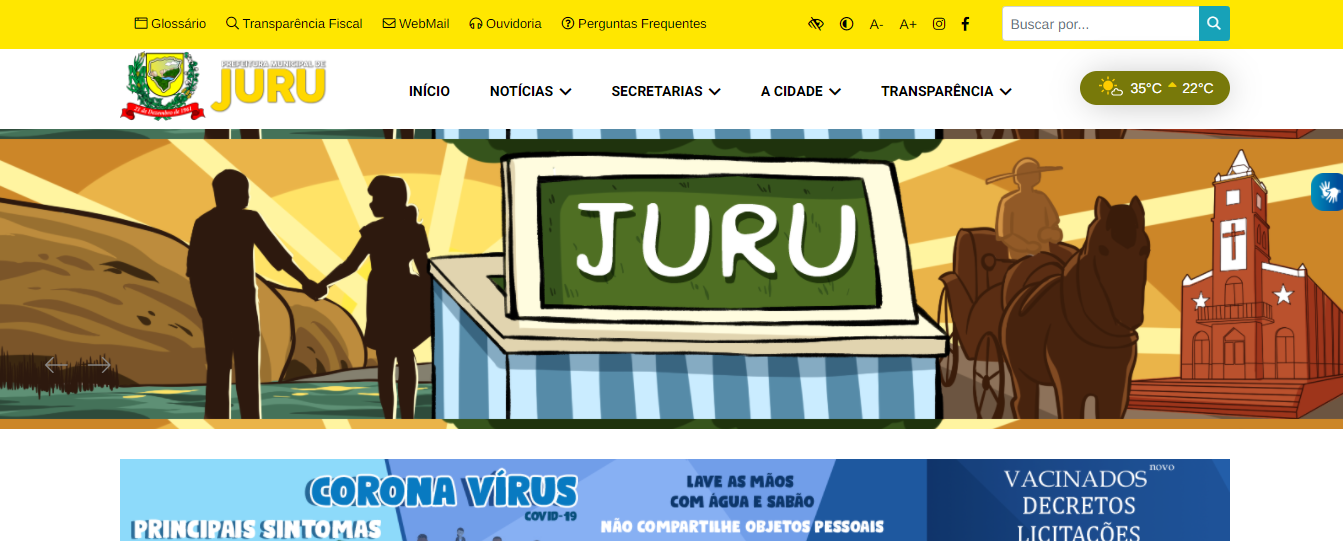 Glossário Transparência Fiscal WebMail Ouvidoria Perguntas Frequentes A- A+ Buscar por...
PREFEITURA MUNICIPAL DE
JURU
21 de Dezembro de 1961
INÍCIO NOTÍCIAS SECRETARIAS A CIDADE TRANSPARÊNCIA 35°C 22°C
JURU
CORONA VÍRUS
COVID-19
PRINCIPAIS SINTOMAS
LAVE AS MÃOS
COM ÁGUA E SABÃO
NÃO COMPARTILHE OBJETOS PESSOAIS
VACINADOS novo
DECRETOS
LICITAÇÕES